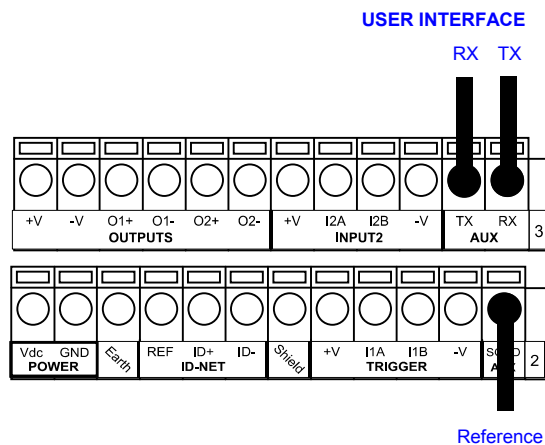 USER INTERFACE
RX TX
+V -V O1+ O1- O2+ O2- +V I2A I2B -V TX RX
OUTPUTS INPUT2 AUX 3
Vdc GND Earth REF ID+ ID- Shield +V I1A I1B -V
POWER ID-NET TRIGGER 2
Reference